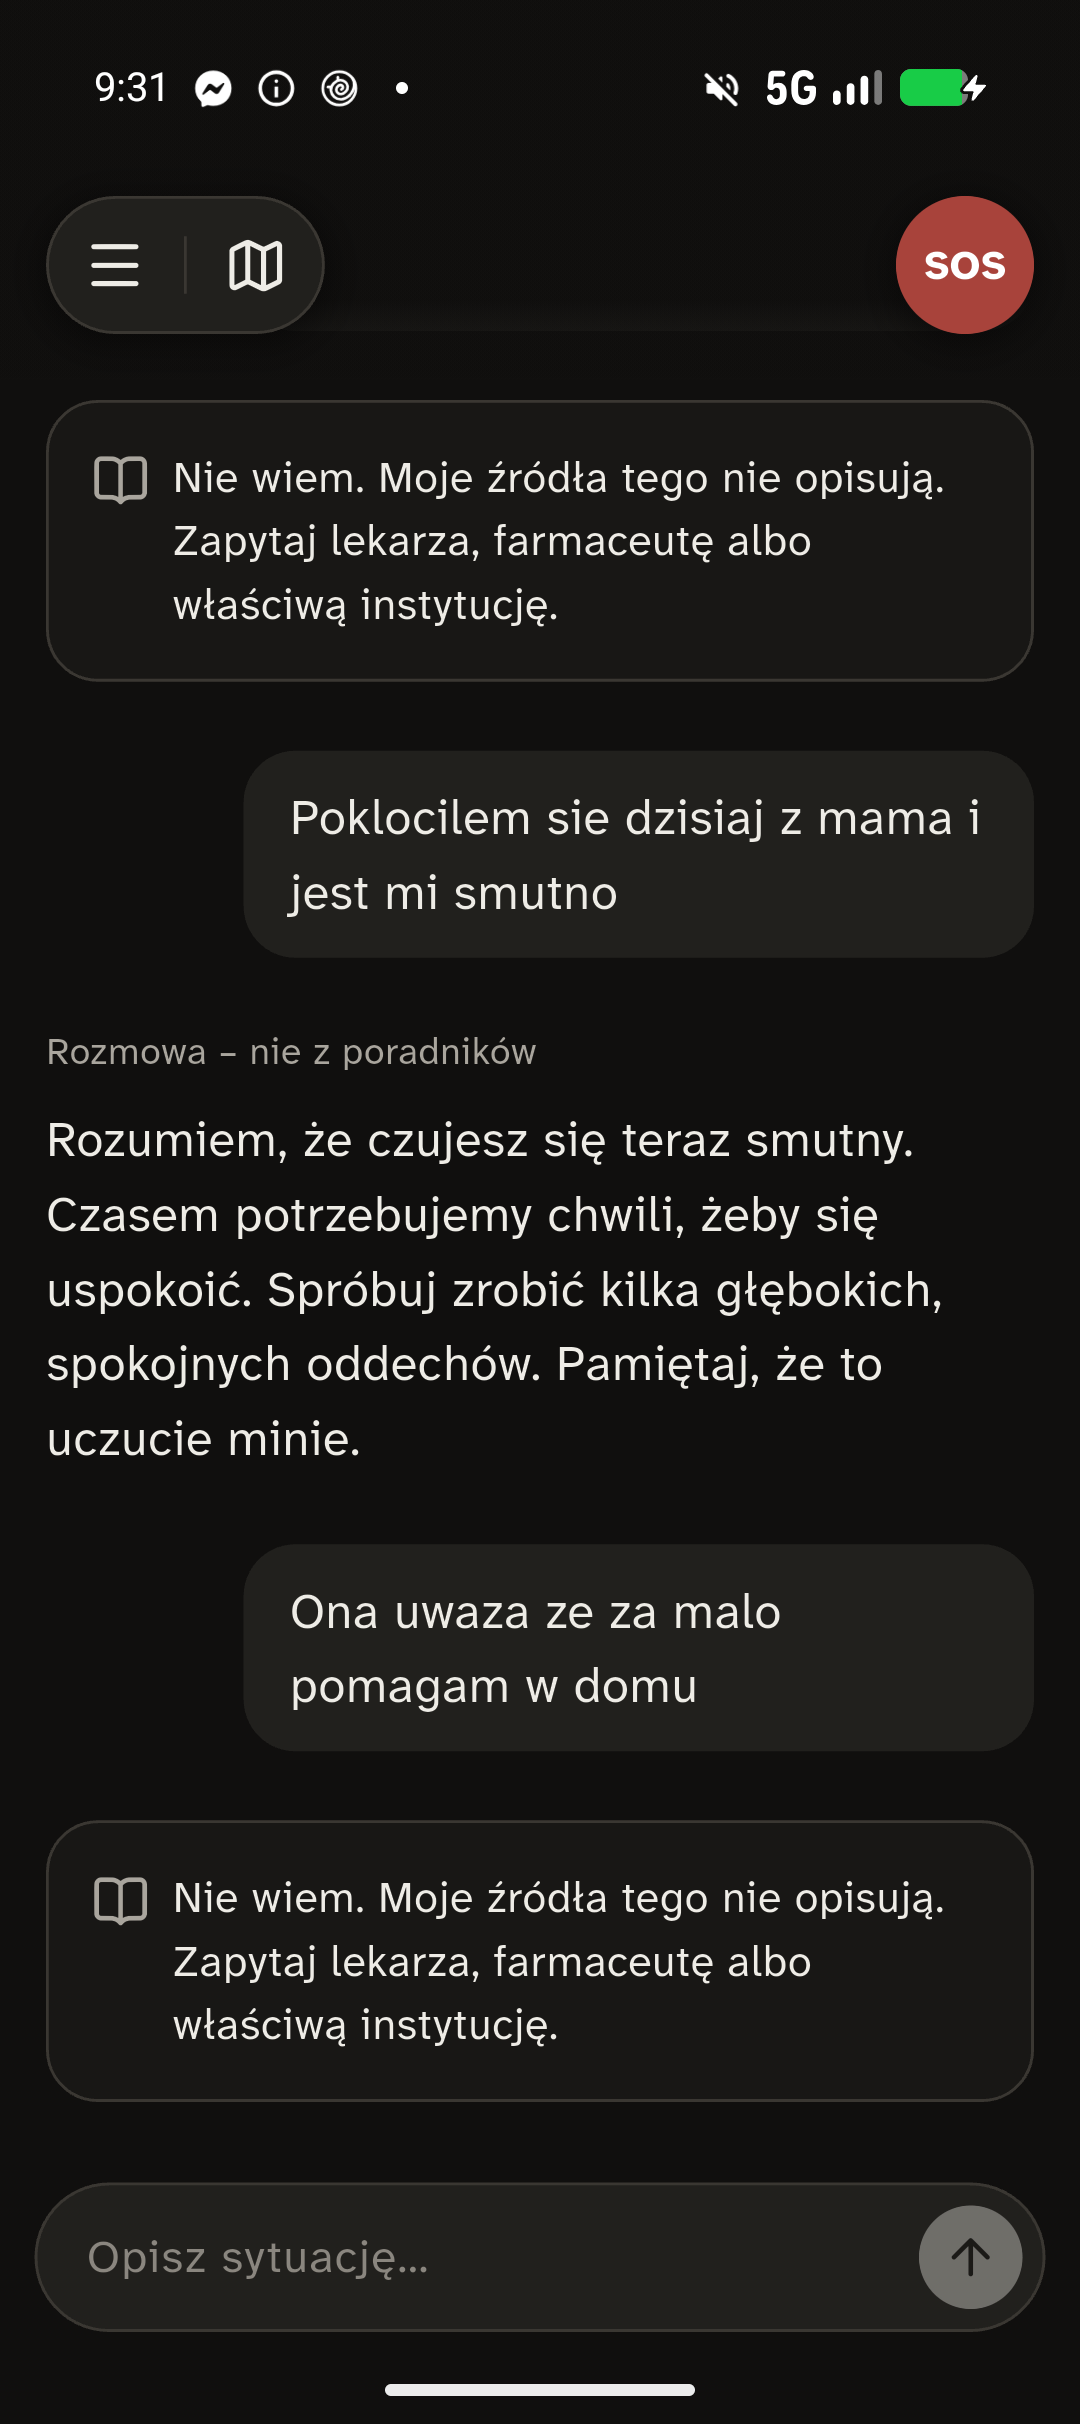 9:31
5G
SOS
Nie wiem. Moje źródła tego nie opisują.
Zapytaj lekarza, farmaceutę albo
właściwą instytucję.
Poklocilem sie dzisiaj z mama i
jest mi smutno
Rozmowa – nie z poradników
Rozumiem, że czujesz się teraz smutny.
Czasem potrzebujemy chwili, żeby się
uspokoić. Spróbuj zrobić kilka głębokich,
spokojnych oddechów. Pamiętaj, że to
uczucie minie.
Ona uwaza ze za malo
pomagam w domu
Nie wiem. Moje źródła tego nie opisują.
Zapytaj lekarza, farmaceutę albo
właściwą instytucję.
Opisz sytuację...